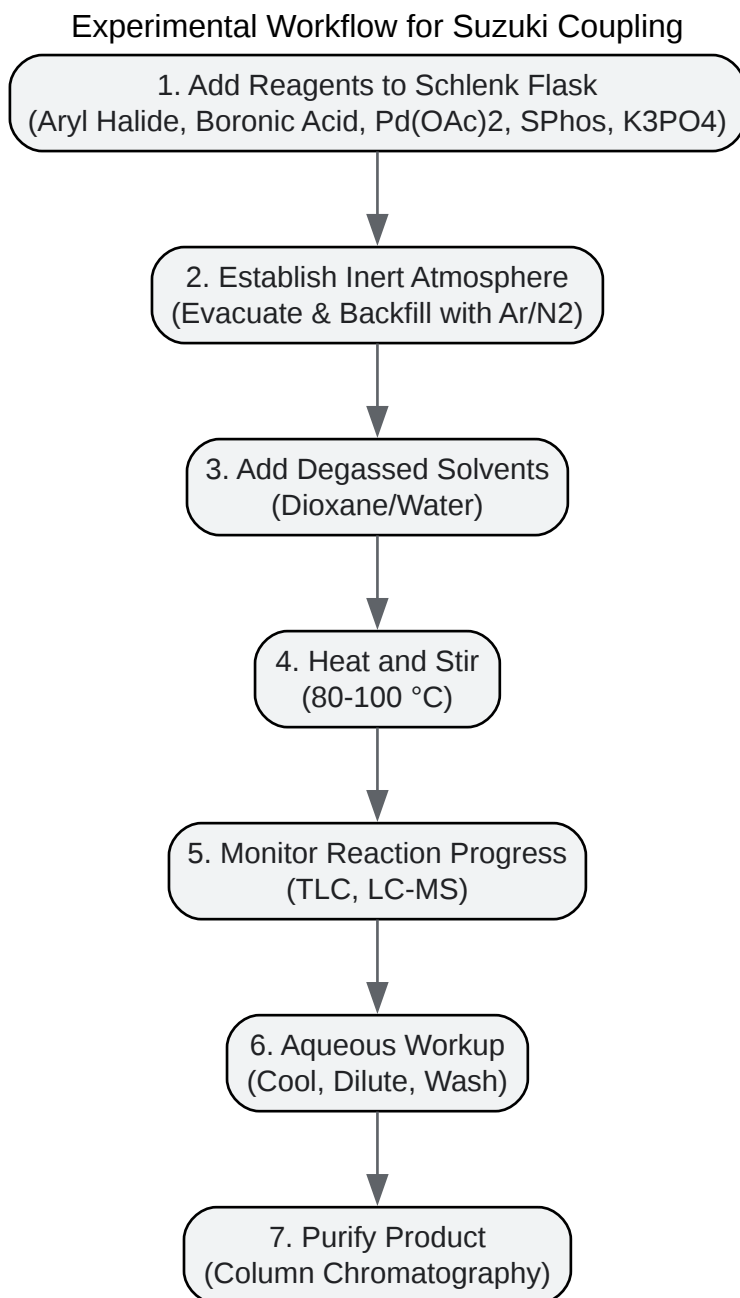 Experimental Workflow for Suzuki Coupling
1. Add Reagents to Schlenk Flask
(Aryl Halide, Boronic Acid, Pd(OAc)2, SPhos, K3PO4)
2. Establish Inert Atmosphere
(Evacuate & Backfill with Ar/N2)
3. Add Degassed Solvents
(Dioxane/Water)
4. Heat and Stir
(80-100 °C)
5. Monitor Reaction Progress
(TLC, LC-MS)
6. Aqueous Workup
(Cool, Dilute, Wash)
7. Purify Product
(Column Chromatography)